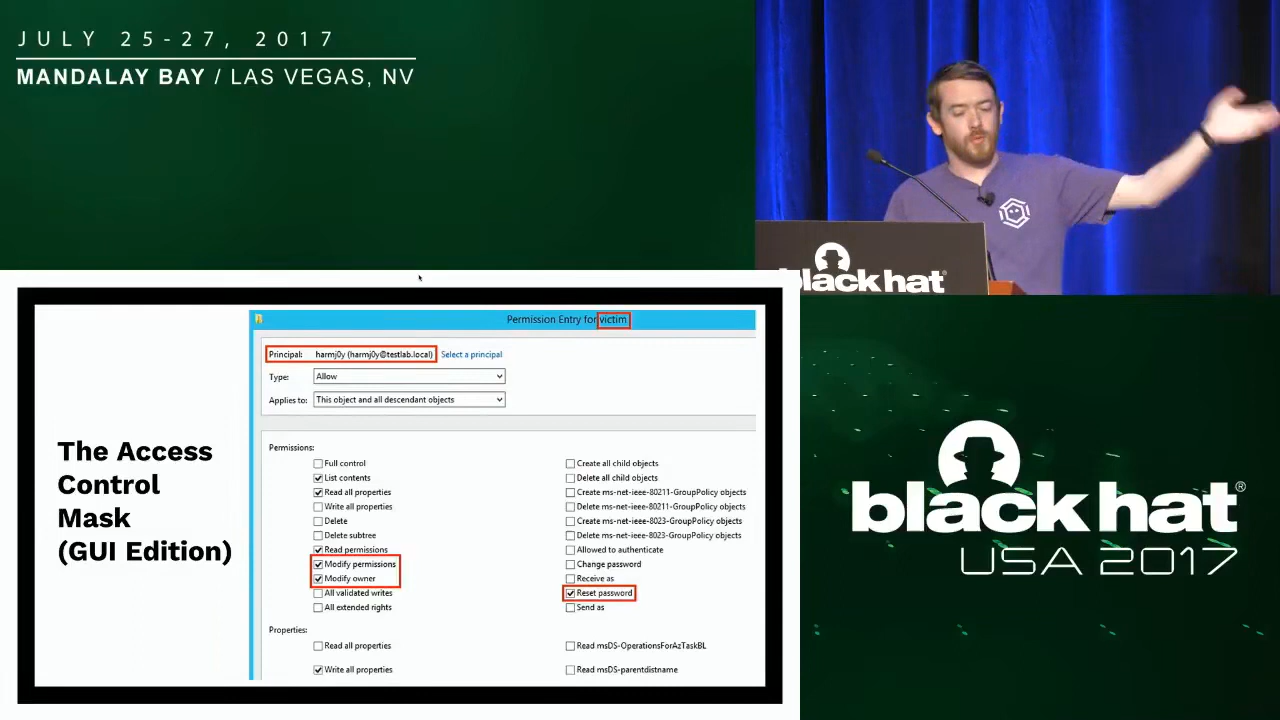 JULY 25-27, 2017
MANDALAY BAY / LAS VEGAS, NV
black hat®
The Access
Control
Mask
(GUI Edition)
Permission Entry for victim
Principal: harmj0y (harmj0y@testlab.local) Select a principal
Type: Allow
Applies to: This object and all descendant objects
Permissions:
Full control
List contents
Read all properties
Write all properties
Delete
Delete subtree
Read permissions
Modify permissions
Modify owner
All validated writes
All extended rights
Create all child objects
Delete all child objects
Create ms-net-ieee-80211-GroupPolicy objects
Delete ms-net-ieee-80211-GroupPolicy objects
Create ms-net-ieee-8023-GroupPolicy objects
Delete ms-net-ieee-8023-GroupPolicy objects
Allowed to authenticate
Change password
Receive as
Reset password
Send as
Properties:
Read all properties
Write all properties
Read msDS-OperationsForAzTaskBL
Read msDS-parentdistname
black hat®
USA 2017